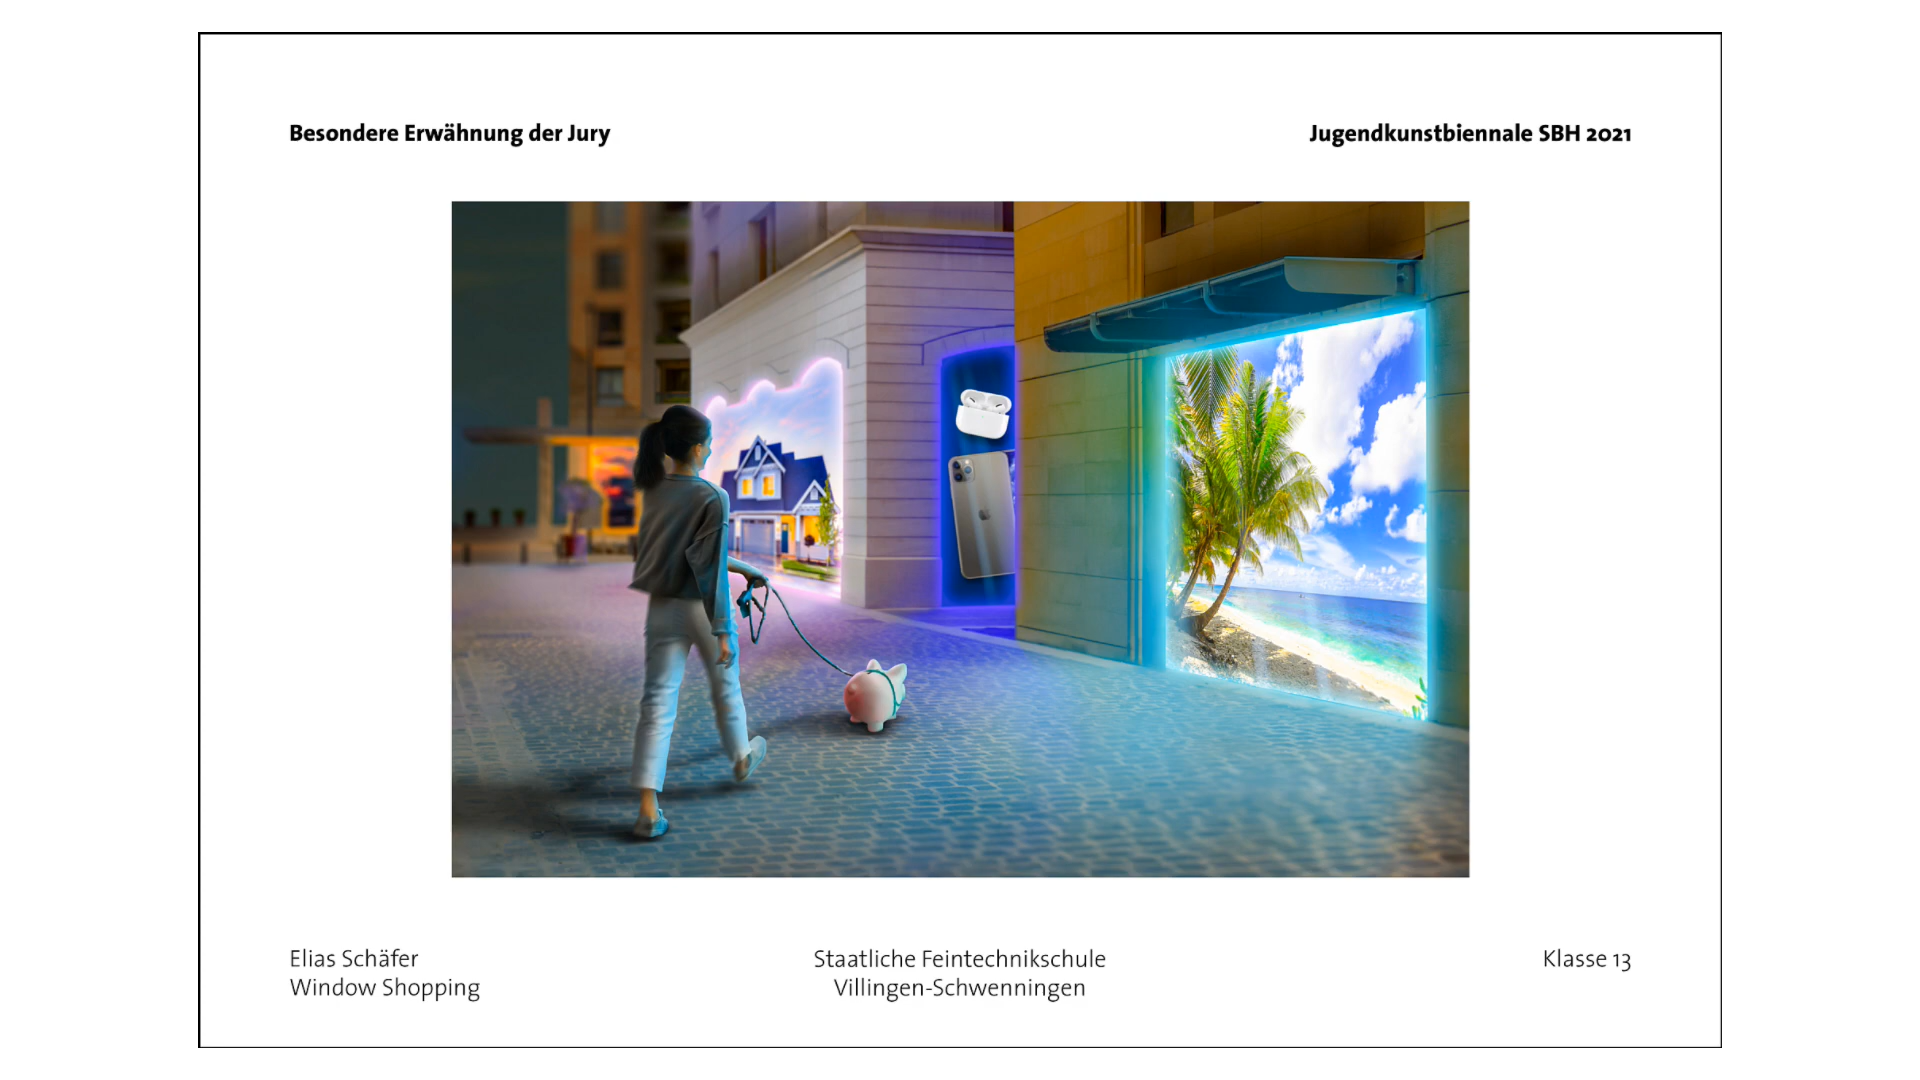 Besondere Erwähnung der Jury
Jugendkunstbiennale SBH 2021
Elias Schäfer
Window Shopping
Staatliche Feintechnikschule
Villingen-Schwenningen
Klasse 13